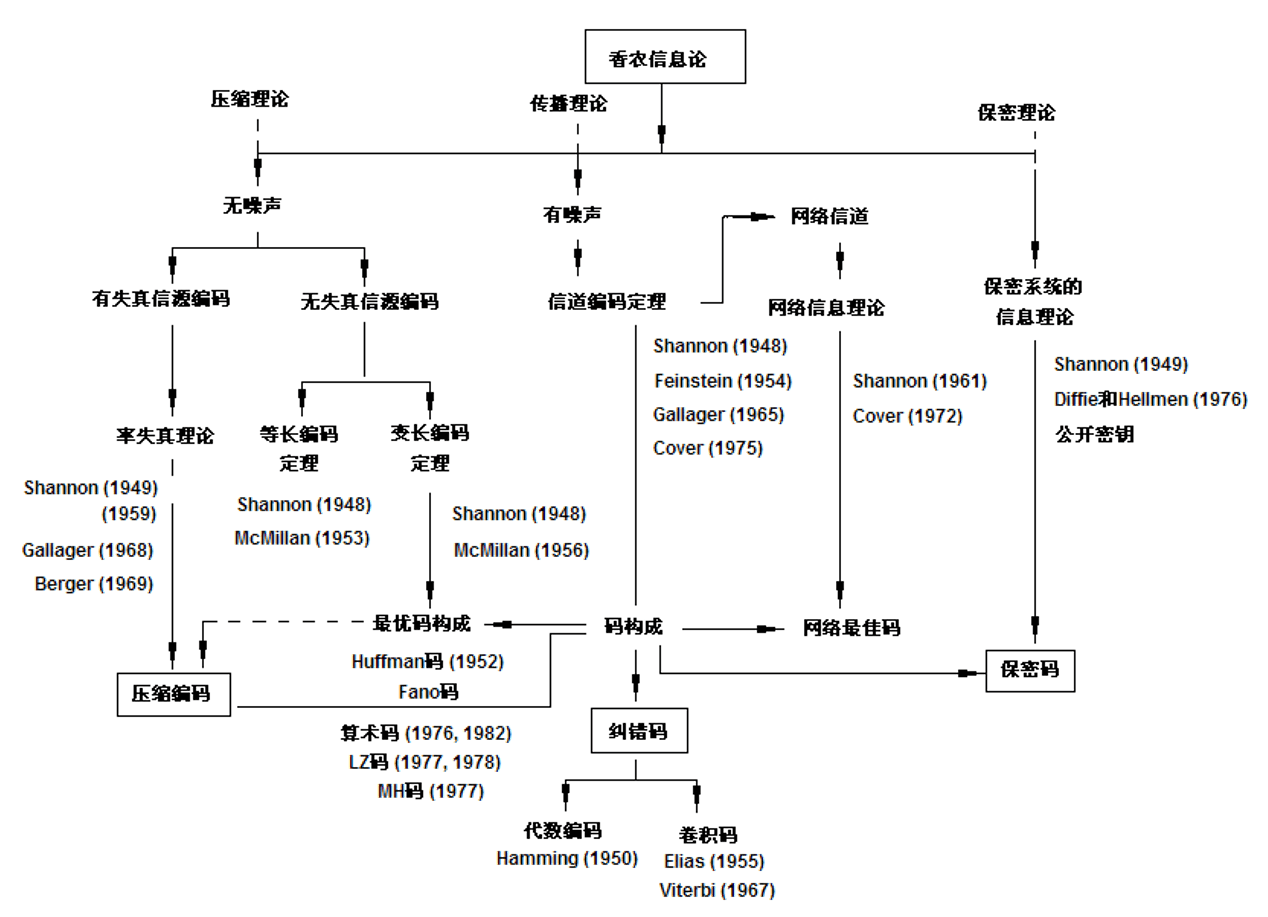 香农信息论
压缩理论
传播理论
保密理论
无噪声
有噪声
网络信道
有失真信源编码
无失真信源编码
信道编码定理
网络信息理论
保密系统的
信息理论
Shannon (1948)
Feinstein (1954)
Gallager (1965)
Cover (1975)
Shannon (1961)
Cover (1972)
Shannon (1949)
Diffie和Hellmen (1976)
公开密钥
率失真理论
等长编码
定理
变长编码
定理
Shannon (1949)
(1959)
Gallager (1968)
Berger (1969)
Shannon (1948)
McMillan (1953)
Shannon (1948)
McMillan (1956)
最优码构成
码构成
网络最佳码
Huffman码 (1952)
Fano码
压缩编码
保密码
算术码 (1976, 1982)
LZ码 (1977, 1978)
MH码 (1977)
纠错码
代数编码
Hamming (1950)
卷积码
Elias (1955)
Viterbi (1967)